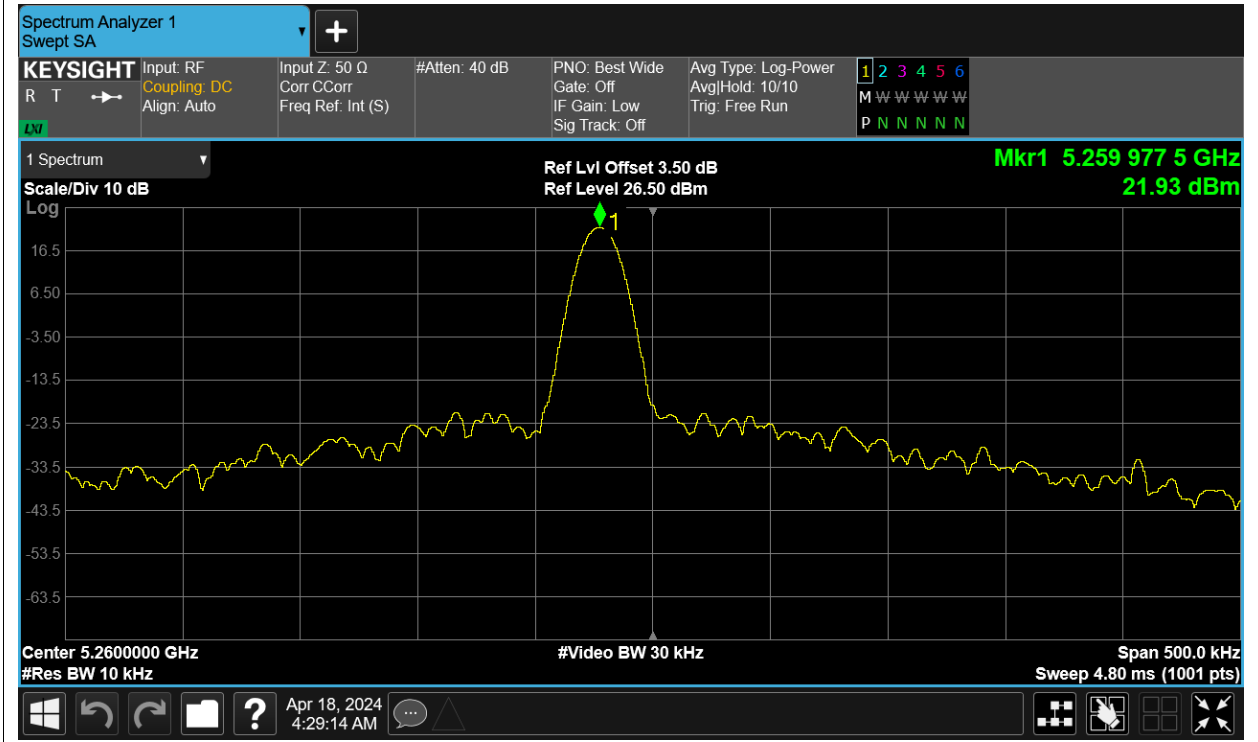 Spectrum Analyzer 1
Swept SA
+
KEYSIGHT
R T
LXI
Input: RF
Coupling: DC
Align: Auto
Input Z: 50 Ω
Corr CCorr
Freq Ref: Int (S)
#Atten: 40 dB
PNO: Best Wide
Gate: Off
IF Gain: Low
Sig Track: Off
Avg Type: Log-Power
Avg|Hold: 10/10
Trig: Free Run
1 2 3 4 5 6
M W W W W W
P N N N N N
1 Spectrum
Scale/Div 10 dB
Log
Ref Lvl Offset 3.50 dB
Ref Level 26.50 dBm
Mkr1 5.259 977 5 GHz
21.93 dBm
1
16.5
6.50
-3.50
-13.5
-23.5
-33.5
-43.5
-53.5
-63.5
Center 5.2600000 GHz
#Res BW 10 kHz
#Video BW 30 kHz
Span 500.0 kHz
Sweep 4.80 ms (1001 pts)
?
Apr 18, 2024
4:29:14 AM